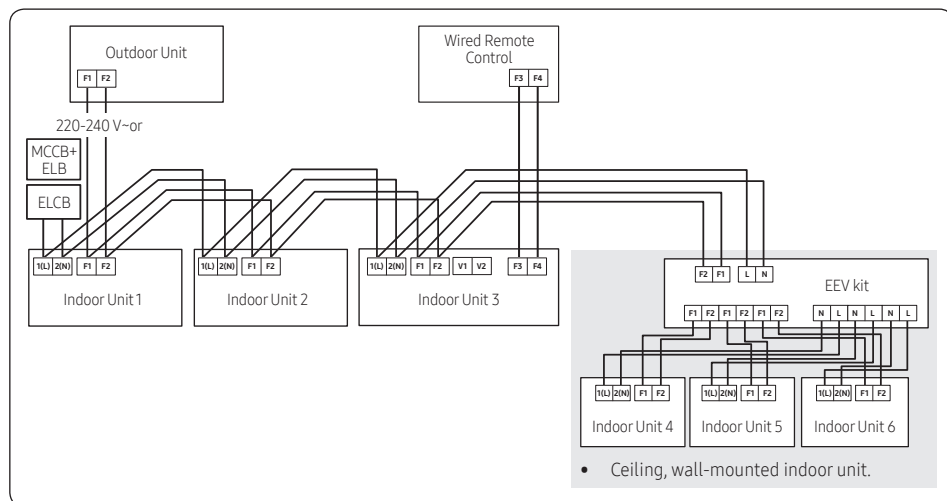 Outdoor Unit
F1 F2
Wired Remote
Control
F3 F4
220-240 V~or
MCCB+
ELB
ELCB
1(L) 2(N) F1 F2
Indoor Unit 1
1(L) 2(N) F1 F2
Indoor Unit 2
1(L) 2(N) F1 F2 V1 V2 F3 F4
Indoor Unit 3
F2 F1 L N
EEV kit
F1 F2 F1 F2 F1 F2 N L N L N L
1(L) 2(N) F1 F2
Indoor Unit 4
1(L) 2(N) F1 F2
Indoor Unit 5
1(L) 2(N) F1 F2
Indoor Unit 6
• Ceiling, wall-mounted indoor unit.